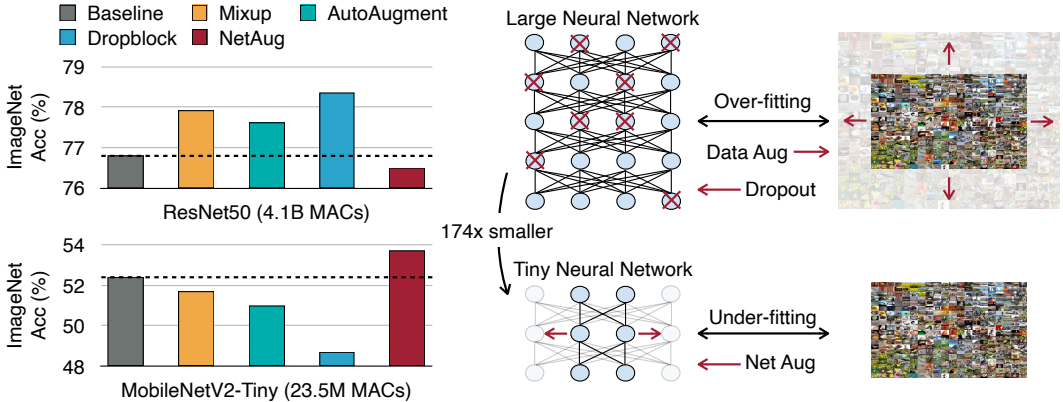 Baseline
Mixup
AutoAugment
Dropblock
NetAug
ImageNet
Acc (%)
79
78
77
76
ResNet50 (4.1B MACs)
ImageNet
Acc (%)
54
52
50
48
MobileNetV2-Tiny (23.5M MACs)
Large Neural Network
Over-fitting
Data Aug
Dropout
174x smaller
Tiny Neural Network
Under-fitting
Net Aug